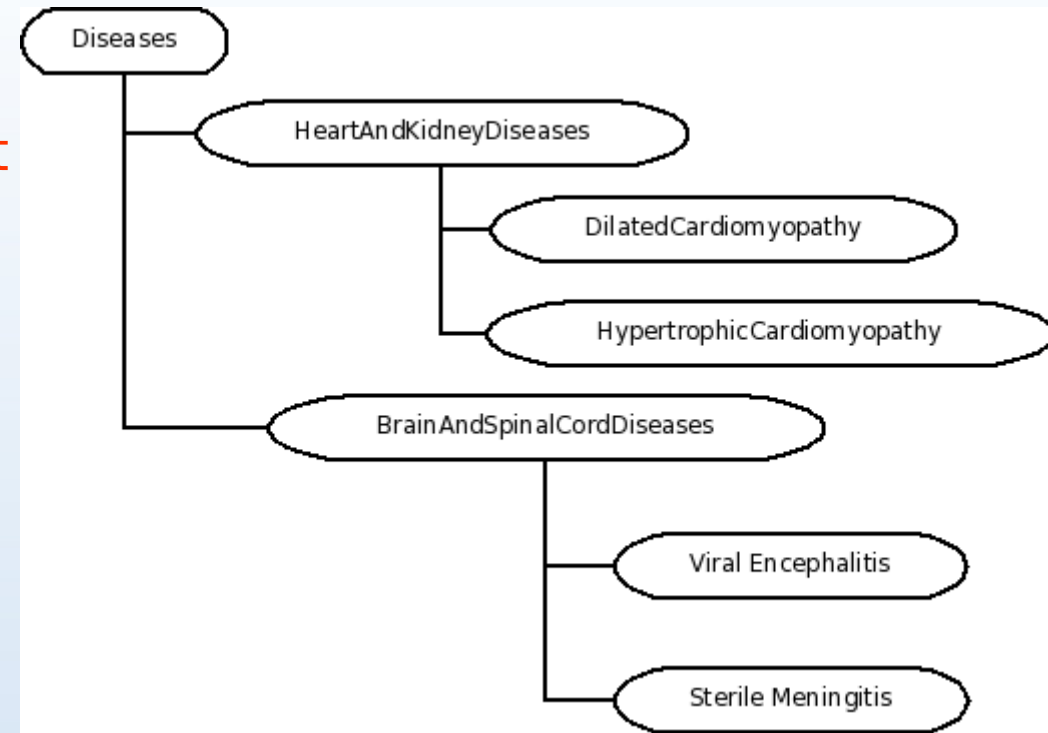 Diseases
HeartAndKidneyDiseases
DilatedCardiomyopathy
HypertrophicCardiomyopathy
BrainAndSpinalCordDiseases
Viral Encephalitis
Sterile Meningitis